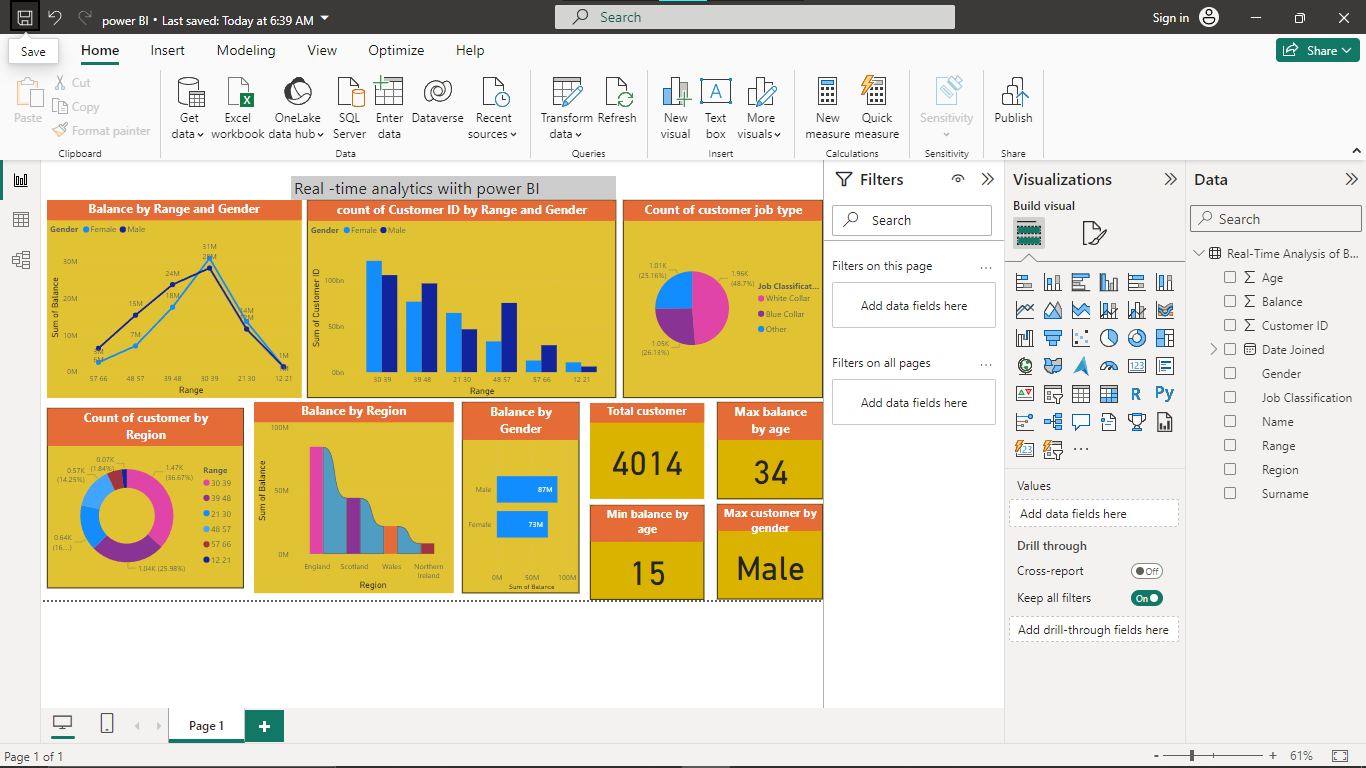 power BI • Last saved: Today at 6:39 AM
Search
Sign in
Save
Home
Insert
Modeling
View
Optimize
Help
Share
Paste
Cut
Copy
Format painter
Clipboard
Get data
Excel workbook
OneLake data hub
SQL Server
Enter data
Dataverse
Recent sources
Data
Transform data
Refresh
Queries
New visual
Text box
More visuals
Insert
New measure
Quick measure
Calculations
Sensitivity
Sensitivity
Publish
Share
Real -time analytics wiith power BI
Balance by Range and Gender
Gender Female Male
Sum of Balance
30M
20M
10M
0M
15M
7M
24M
18M
31M
1M
57 66
48 57
39 48
30 39
21 30
12 21
Range
count of Customer ID by Range and Gender
Gender Female Male
Sum of Customer ID
100bn
50bn
0bn
30 39
39 48
21 30
48 57
57 66
12 21
Range
Count of customer job type
1.01K
(25.16%)
1.96K
(48.7%)
1.05K
(26.13%)
Job Classificat...
White Collar
Blue Collar
Other
Count of customer by
Region
0.07K
(1.84%)
0.57K
(14.25%)
1.47K
(36.67%)
0.64K
(16....)
1.04K (25.98%)
Range
30 39
39 48
21 30
48 57
57 66
12 21
Balance by Region
Sum of Balance
100M
50M
0M
England
Scotland
Wales
Northern
Ireland
Region
Balance by
Gender
Male
87M
Female
73M
0M
50M
100M
Sum of Balance
Total customer
4014
Max balance
by age
34
Min balance by
age
15
Max customer by
gender
Male
Filters
Search
Filters on this page
...
Add data fields here
Filters on all pages
...
Add data fields here
Visualizations
Build visual
123
R
Py
...
Values
Add data fields here
Drill through
Cross-report
Off
Keep all filters
On
Add drill-through fields here
Data
Search
Real-Time Analysis of B...
Age
Balance
Customer ID
Date Joined
Gender
Job Classification
Name
Range
Region
Surname
Page 1
+
Page 1 of 1
-
+
61%